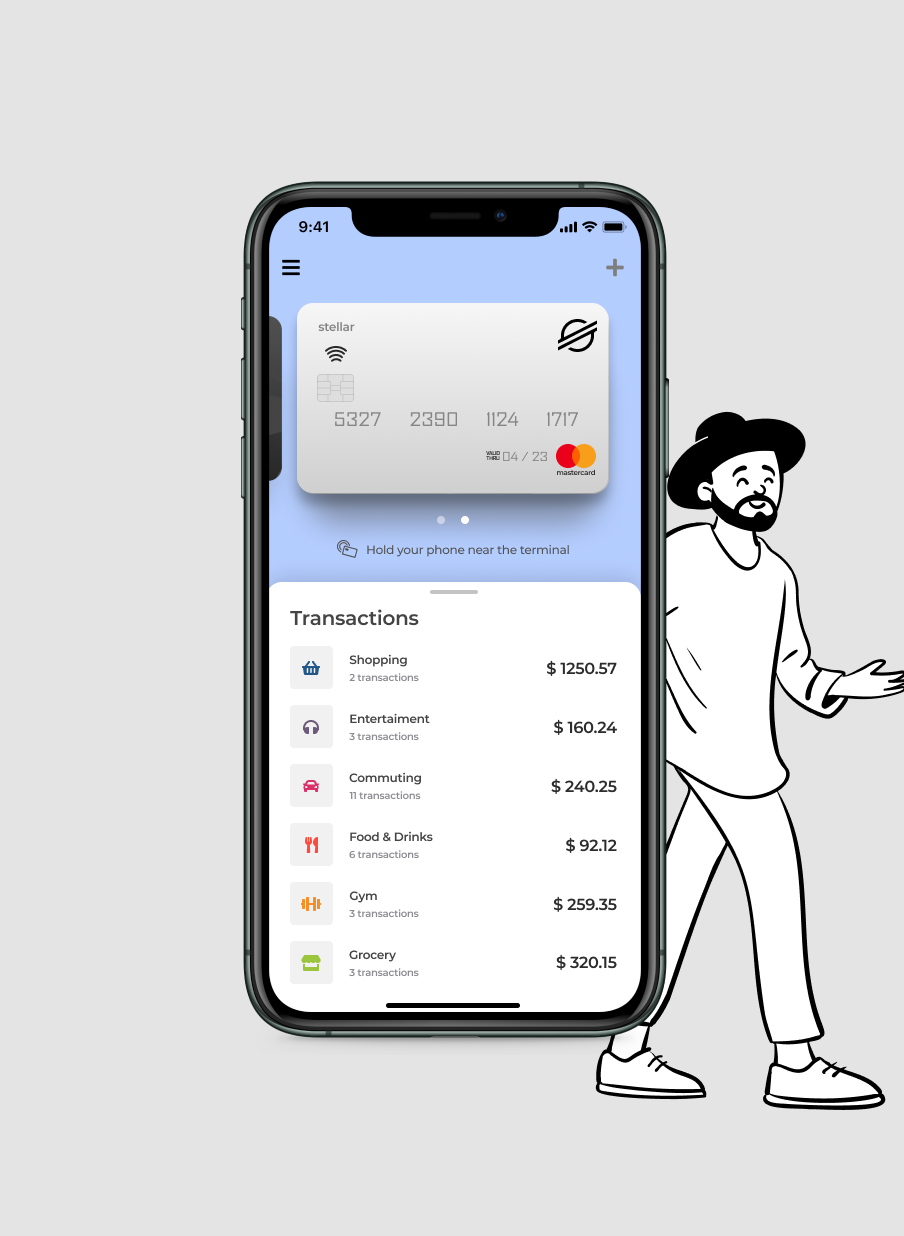 9:41
stellar
5327 2390 1124 1717
VALID THRU 04 / 23
mastercard
Hold your phone near the terminal
Transactions
Shopping
$ 1250.57
2 transactions
Entertaiment
$ 160.24
3 transactions
Commuting
$ 240.25
11 transactions
Food & Drinks
$ 92.12
6 transactions
Gym
$ 259.35
3 transactions
Grocery
$ 320.15
3 transactions